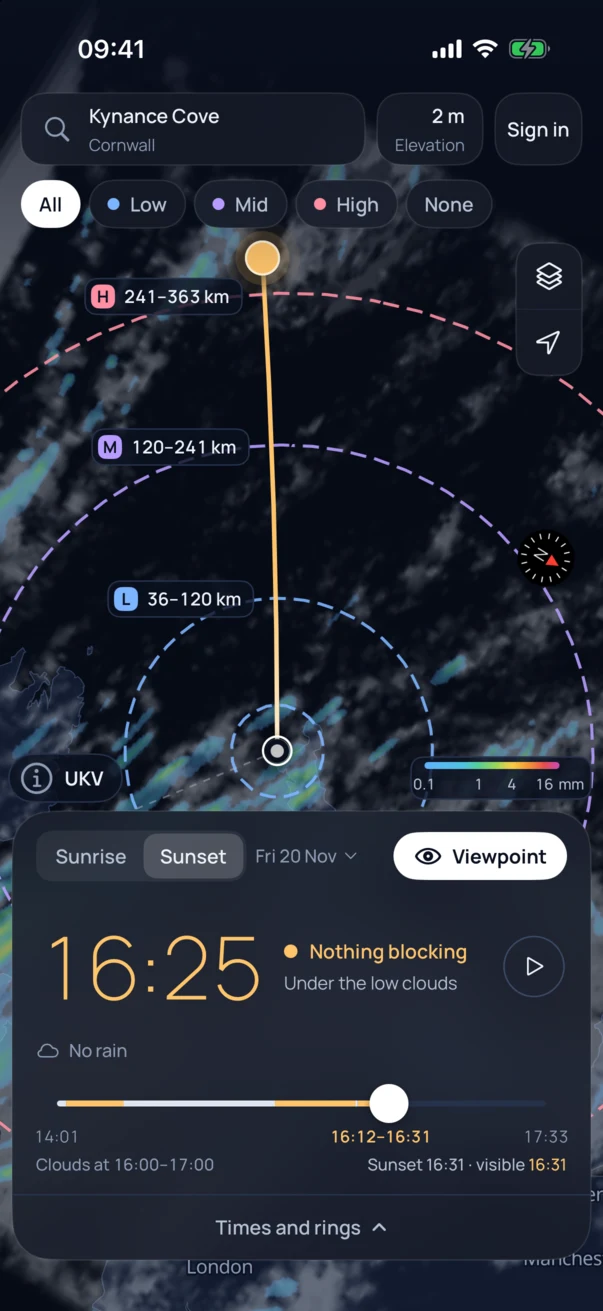 09:41
Kynance Cove
Cornwall
2 m
Elevation
Sign in
All
Low
Mid
High
None
H 241–363 km
M 120–241 km
N
L 36–120 km
UKV
0.1 1 4 16 mm
Sunrise
Sunset
Fri 20 Nov
Viewpoint
16:25
Nothing blocking
Under the low clouds
No rain
14:01
16:12–16:31
17:33
Clouds at 16:00–17:00
Sunset 16:31 · visible 16:31
Times and rings
London